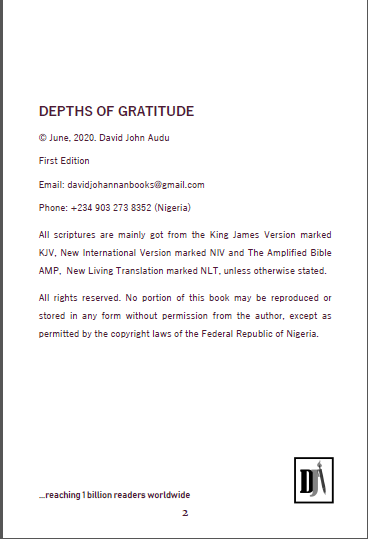 DEPTHS OF GRATITUDE
© June, 2020. David John Audu
First Edition
Email: davidjohannanbooks@gmail.com
Phone: +234 903 273 8352 (Nigeria)
All scriptures are mainly got from the King James Version marked
KJV, New International Version marked NIV and The Amplified Bible
AMP, New Living Translation marked NLT, unless otherwise stated.
All rights reserved. No portion of this book may be reproduced or
stored in any form without permission from the author, except as
permitted by the copyright laws of the Federal Republic of Nigeria.
DJA
...reaching 1 billion readers worldwide
2